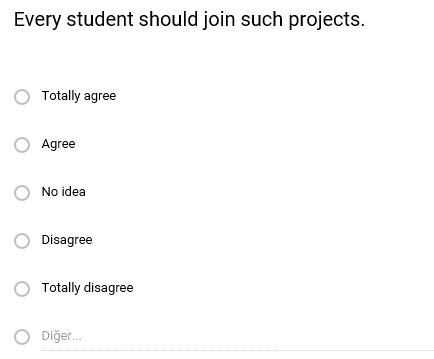 Every student should join such projects.
Totally agree
Agree
No idea
Disagree
Totally disagree
Diğer...